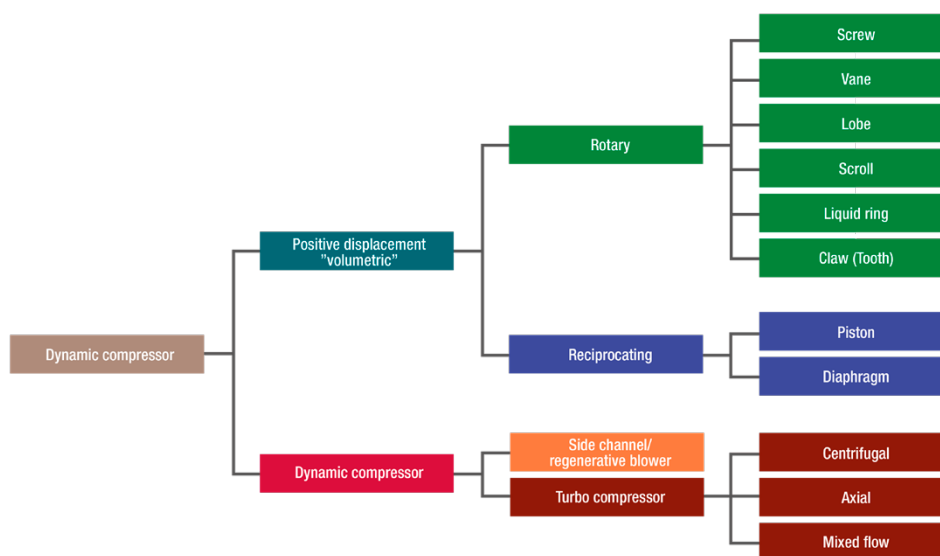 Screw
Vane
Lobe
Rotary
Scroll
Liquid ring
Claw (Tooth)
Positive displacement
”volumetric”
Dynamic compressor
Reciprocating
Piston
Diaphragm
Dynamic compressor
Side channel/
regenerative blower
Turbo compressor
Centrifugal
Axial
Mixed flow